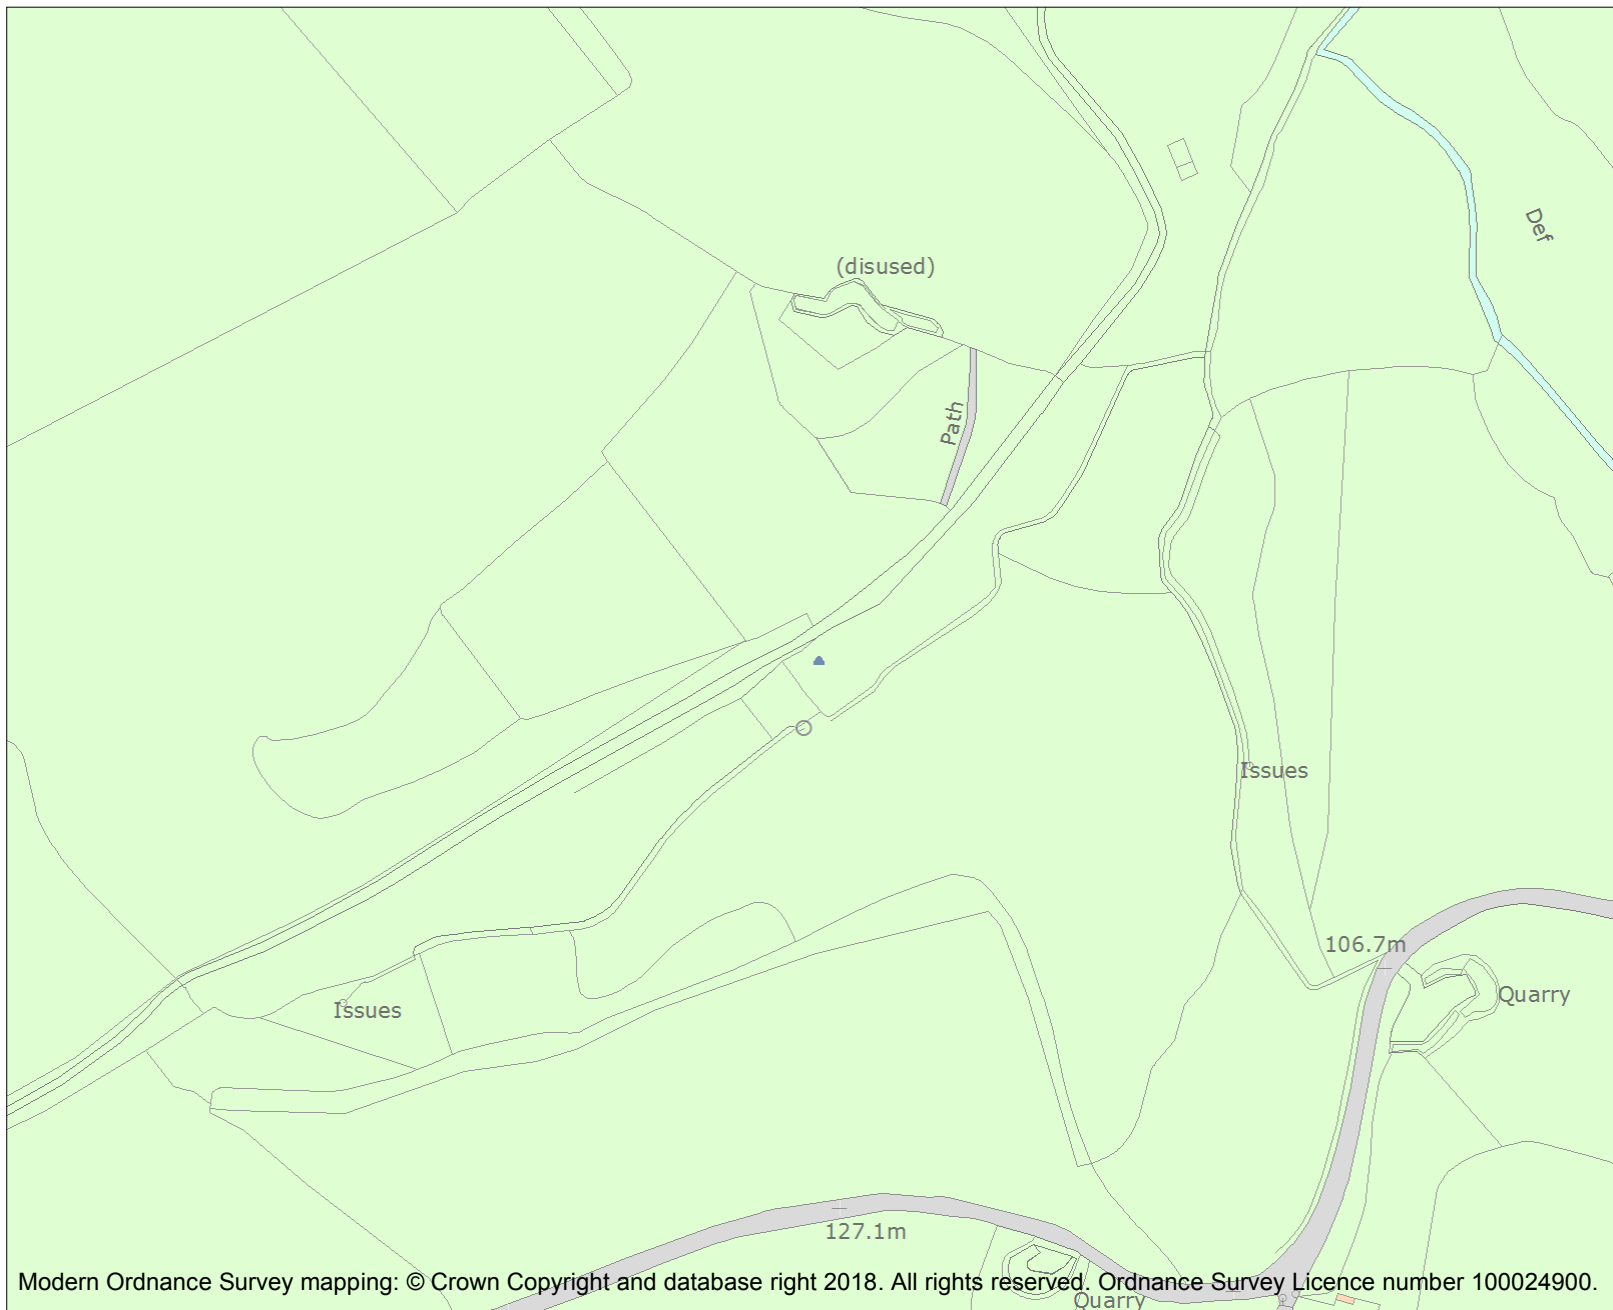 Def
(disused)
Path
Issues
106.7m
Quarry
Issues
127.1m
Modern Ordnance Survey mapping: © Crown Copyright and database right 2018. All rights reserved. Ordnance Survey Licence number 100024900.
Quarry